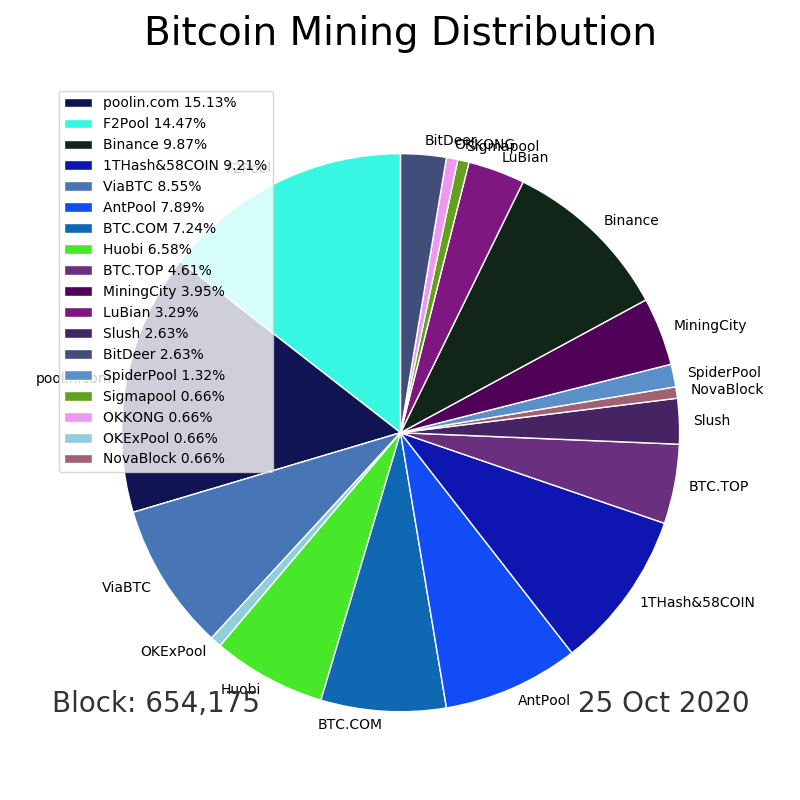 Bitcoin Mining Distribution
poolin.com 15.13%
F2Pool 14.47%
Binance 9.87%
1THash&58COIN 9.21%
ViaBTC 8.55%
AntPool 7.89%
BTC.COM 7.24%
Huobi 6.58%
BTC.TOP 4.61%
MiningCity 3.95%
LuBian 3.29%
Slush 2.63%
BitDeer 2.63%
SpiderPool 1.32%
Sigmapool 0.66%
OKKONG 0.66%
OKExPool 0.66%
NovaBlock 0.66%
BitDeer
OKKONG
Sigmapool
LuBian
F2Pool
Binance
MiningCity
SpiderPool
poolin.com
NovaBlock
Slush
BTC.TOP
ViaBTC
1THash&58COIN
OKExPool
Huobi
AntPool
BTC.COM
Block: 654,175
25 Oct 2020